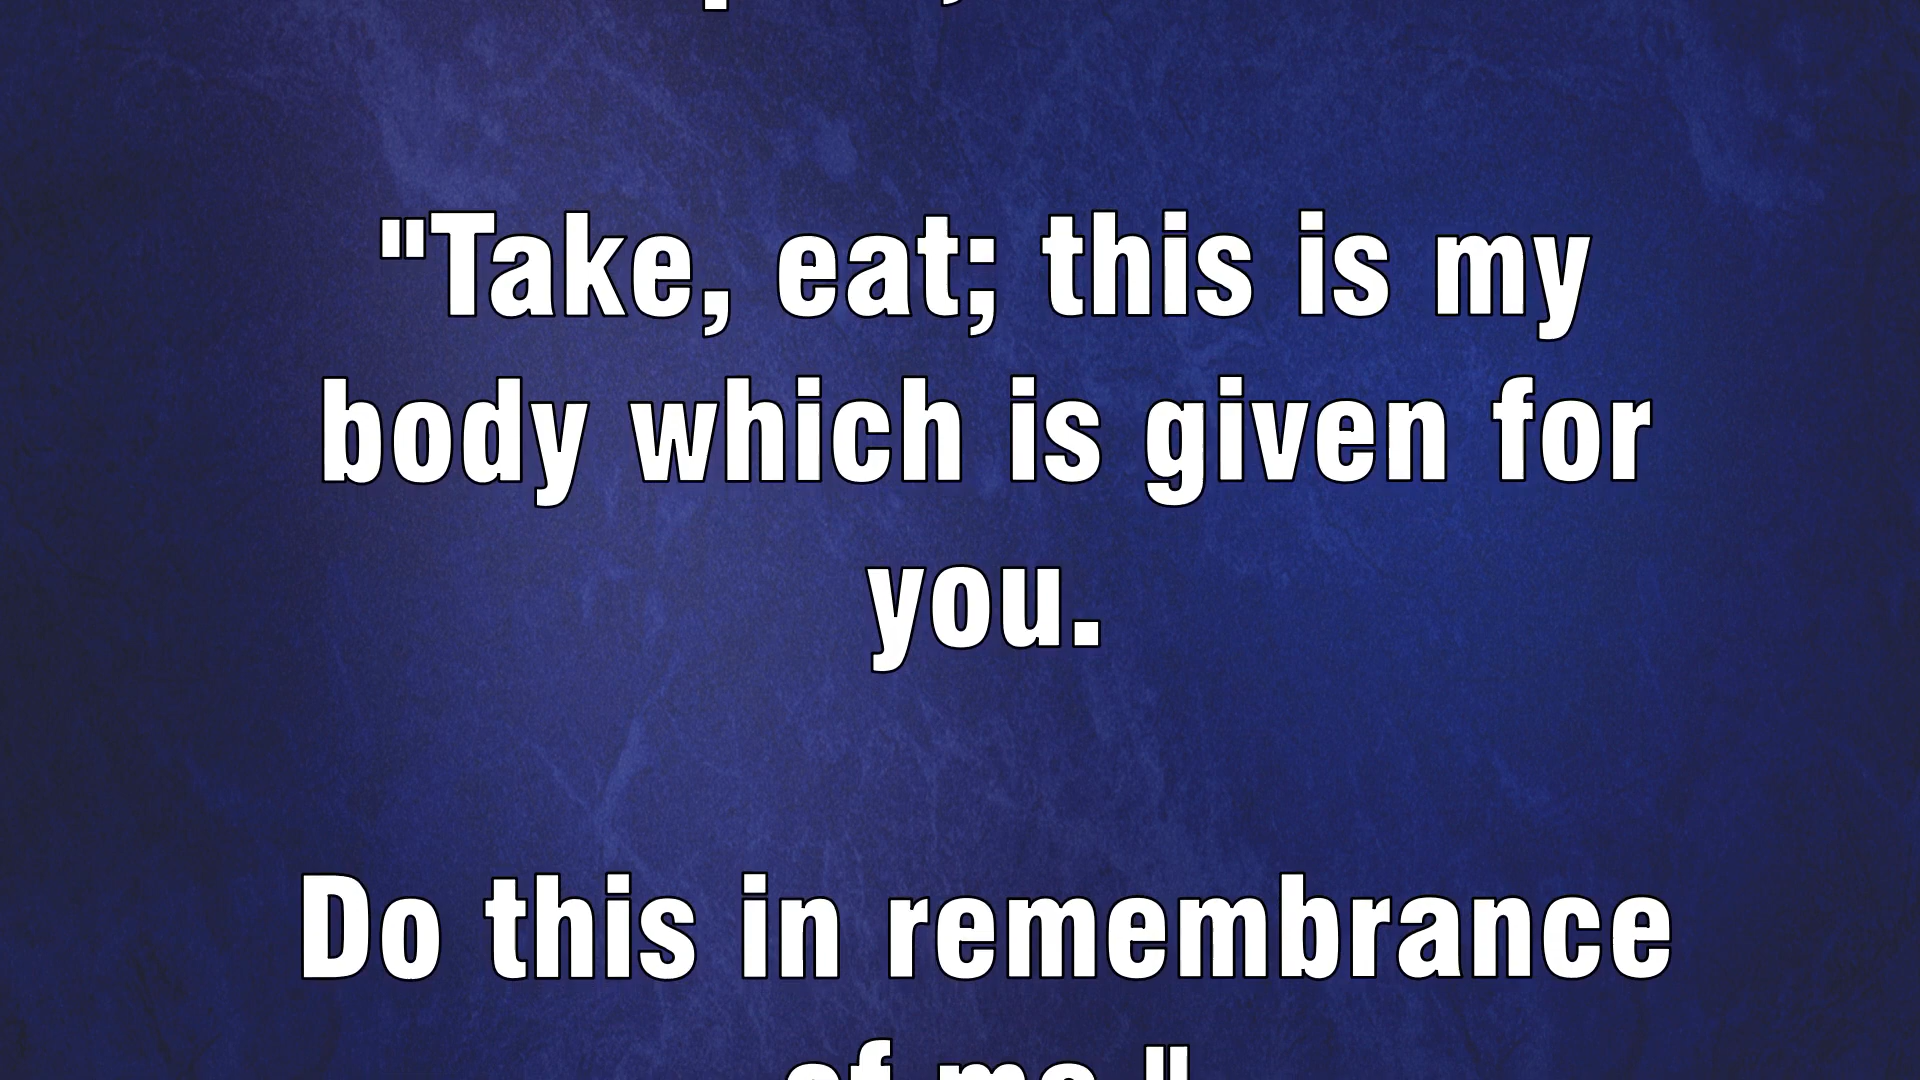 "Take, eat; this is my
body which is given for
you.
Do this in remembrance
of me."